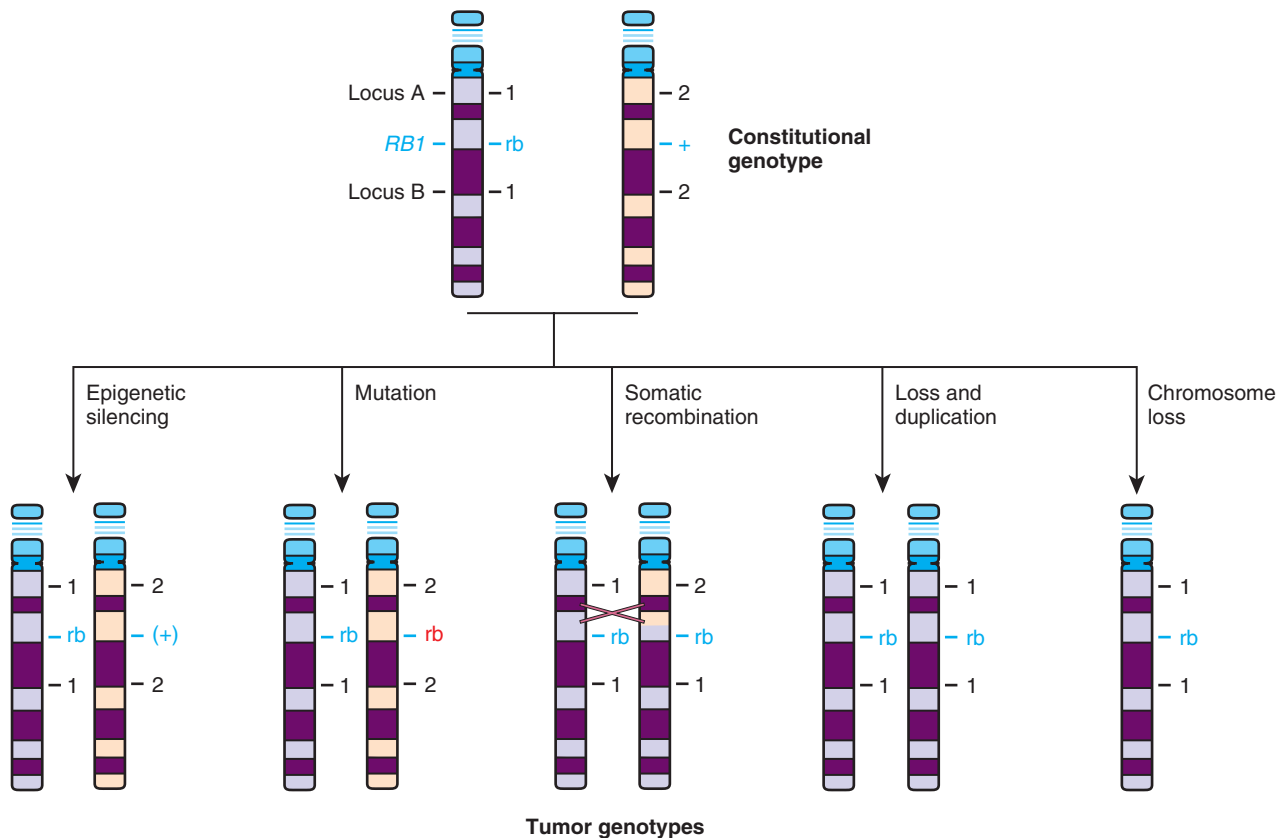 Locus A 1 2
RB1 rb +
Constitutional
genotype
Locus B 1 2
Epigenetic
silencing
Mutation
Somatic
recombination
Loss and
duplication
Chromosome
loss
1 2 1 2 1 2 1 1 1
rb (+) rb rb rb rb rb rb rb
1 2 1 2 1 1 1 1 1
Tumor genotypes